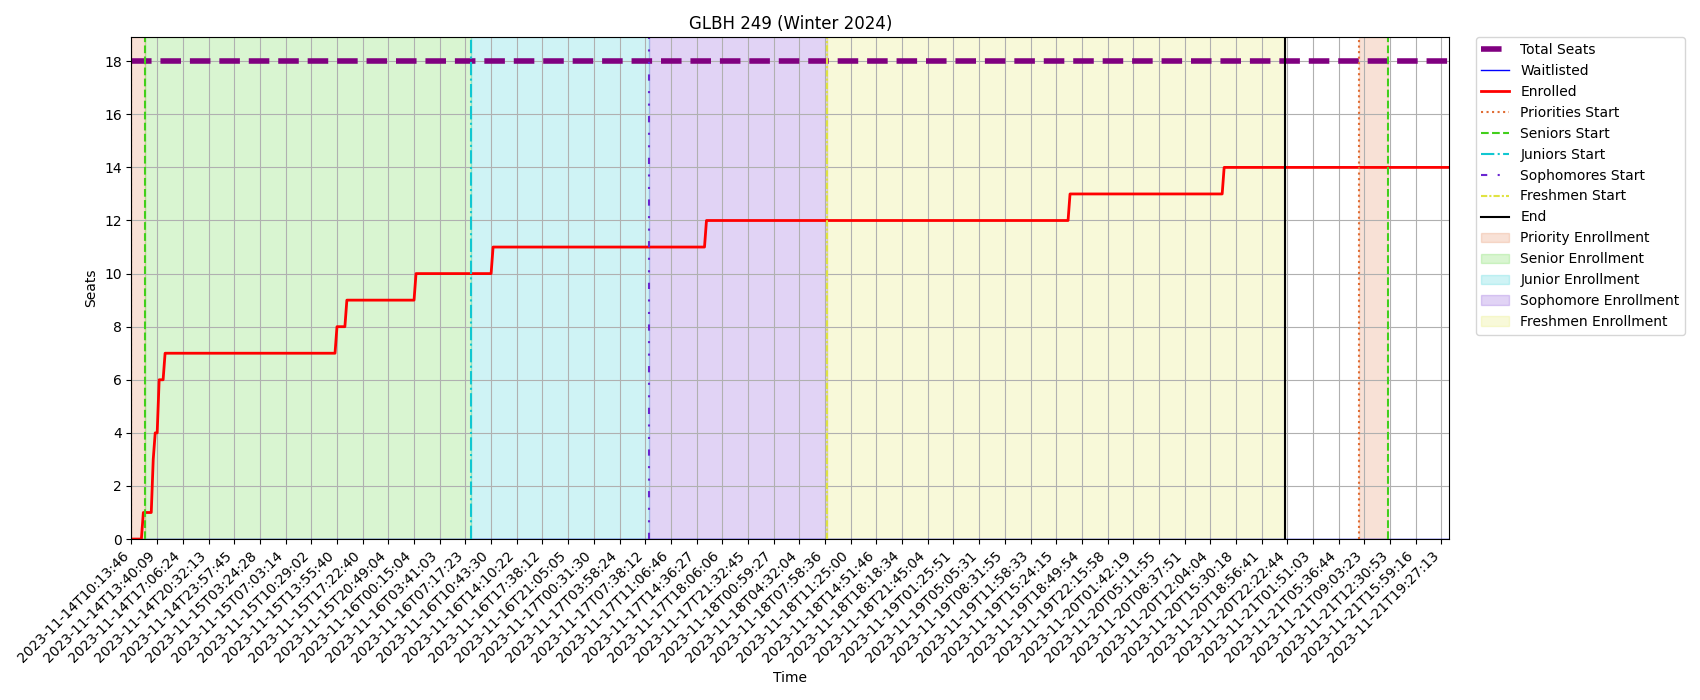 GLBH 249 (Winter 2024)
18
16
14
12
10
8
6
4
2
0
Seats
2023-11-14T10:13:46
2023-11-14T13:40:09
2023-11-14T17:06:24
2023-11-14T20:32:13
2023-11-14T23:57:45
2023-11-15T03:24:28
2023-11-15T07:03:14
2023-11-15T10:29:02
2023-11-15T13:55:40
2023-11-15T17:22:40
2023-11-15T20:49:04
2023-11-16T00:15:04
2023-11-16T03:41:03
2023-11-16T07:17:23
2023-11-16T10:43:30
2023-11-16T14:10:22
2023-11-16T17:38:12
2023-11-16T21:05:05
2023-11-17T00:31:30
2023-11-17T03:58:24
2023-11-17T07:38:12
2023-11-17T11:06:46
2023-11-17T14:36:27
2023-11-17T18:06:06
2023-11-17T21:32:45
2023-11-18T00:59:27
2023-11-18T04:32:04
2023-11-18T07:58:36
2023-11-18T11:25:00
2023-11-18T14:51:46
2023-11-18T18:18:34
2023-11-18T21:45:04
2023-11-19T01:25:51
2023-11-19T05:05:31
2023-11-19T08:31:55
2023-11-19T11:58:33
2023-11-19T15:24:15
2023-11-19T18:49:54
2023-11-19T22:15:58
2023-11-20T01:42:19
2023-11-20T05:11:55
2023-11-20T08:37:51
2023-11-20T12:04:04
2023-11-20T15:30:18
2023-11-20T18:56:41
2023-11-20T22:22:44
2023-11-21T01:51:03
2023-11-21T05:36:44
2023-11-21T09:03:23
2023-11-21T12:30:53
2023-11-21T15:59:16
2023-11-21T19:27:13
Time
Total Seats
Waitlisted
Enrolled
Priorities Start
Seniors Start
Juniors Start
Sophomores Start
Freshmen Start
End
Priority Enrollment
Senior Enrollment
Junior Enrollment
Sophomore Enrollment
Freshmen Enrollment